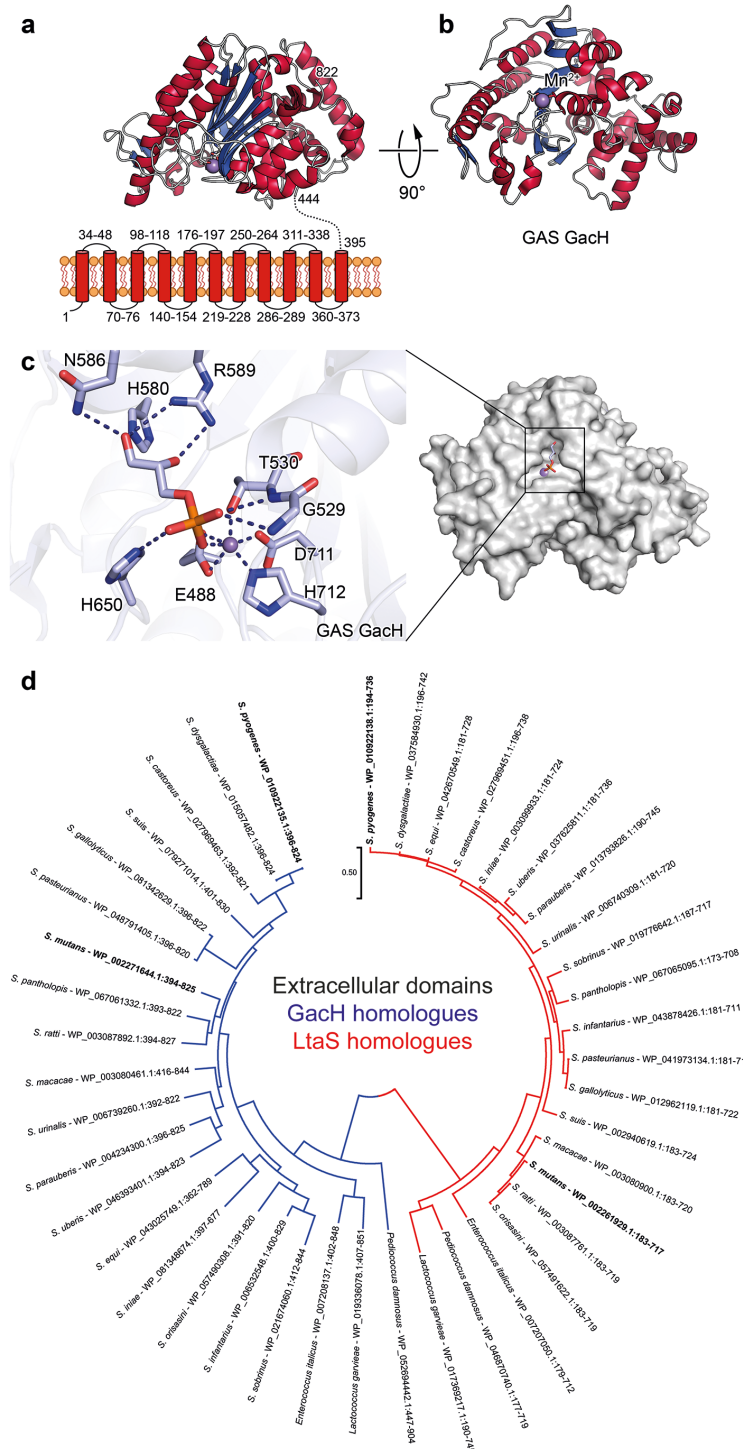 a
b
822
Mn2+
444
90°
GAS GacH
34-48
98-118
176-197
250-264
311-338
395
1
70-76
140-154
219-228
286-289
360-373
c
N586
H580
R589
T530
G529
D711
H712
E488
H650
GAS GacH
d
S. pyogenes - WP_010922135.1:396-824
S. dysgalactiae - WP_015057482.1:396-824
S. castoreus - WP_027969463.1:392-821
S. suis - WP_079271014.1:401-830
S. gallolyticus - WP_081342628.1:396-822
S. pasteurianus - WP_048791405.1:396-820
S. mutans - WP_002271644.1:394-825
S. pantholopis - WP_067061332.1:393-822
S. ratti - WP_003087892.1:394-827
S. macacae - WP_003080461.1:416-844
S. urinalis - WP_006739260.1:392-822
S. parauberis - WP_004234300.1:396-825
S. uberis - WP_046393401.1:394-823
S. equi - WP_043025749.1:362-789
S. iniae - WP_081348674.1:397-677
S. orisasini - WP_057490308.1:391-820
S. infantarius - WP_006532548.1:400-829
S. sobrinus - WP_021674060.1:412-844
Enterococcus italicus - WP_007208137.1:402-848
Lactococcus garvieae - WP_019336078.1:407-851
Pediococcus damnosus - WP_052694442.1:447-904
0.50
Extracellular domains
GacH homologues
LtaS homologues
S. pyogenes - WP_010922138.1:194-736
S. dysgalactiae - WP_037584930.1:196-742
S. equi - WP_042670549.1:181-728
S. castoreus - WP_027969451.1:196-738
S. iniae - WP_003099933.1:181-724
S. uberis - WP_037625811.1:181-736
S. parauberis - WP_013793826.1:190-745
S. urinalis - WP_006740309.1:181-720
S. sobrinus - WP_019776642.1:187-717
S. pantholopis - WP_067065095.1:173-708
S. infantarius - WP_043878426.1:181-711
S. pasteurianus - WP_041973134.1:181-7
S. gallolyticus - WP_012962119.1:181-722
S. suis - WP_002940619.1:183-724
S. macacae - WP_003080900.1:183-720
S. mutans - WP_002261929.1:183-717
S. ratti - WP_003087761.1:183-719
S. orisasini - WP_057491622.1:183-719
Enterococcus italicus - WP_007207050.1:179-712
Pediococcus damnosus - WP_046870740.1:177-719
Lactococcus garvieae - WP_017369217.1:190-74